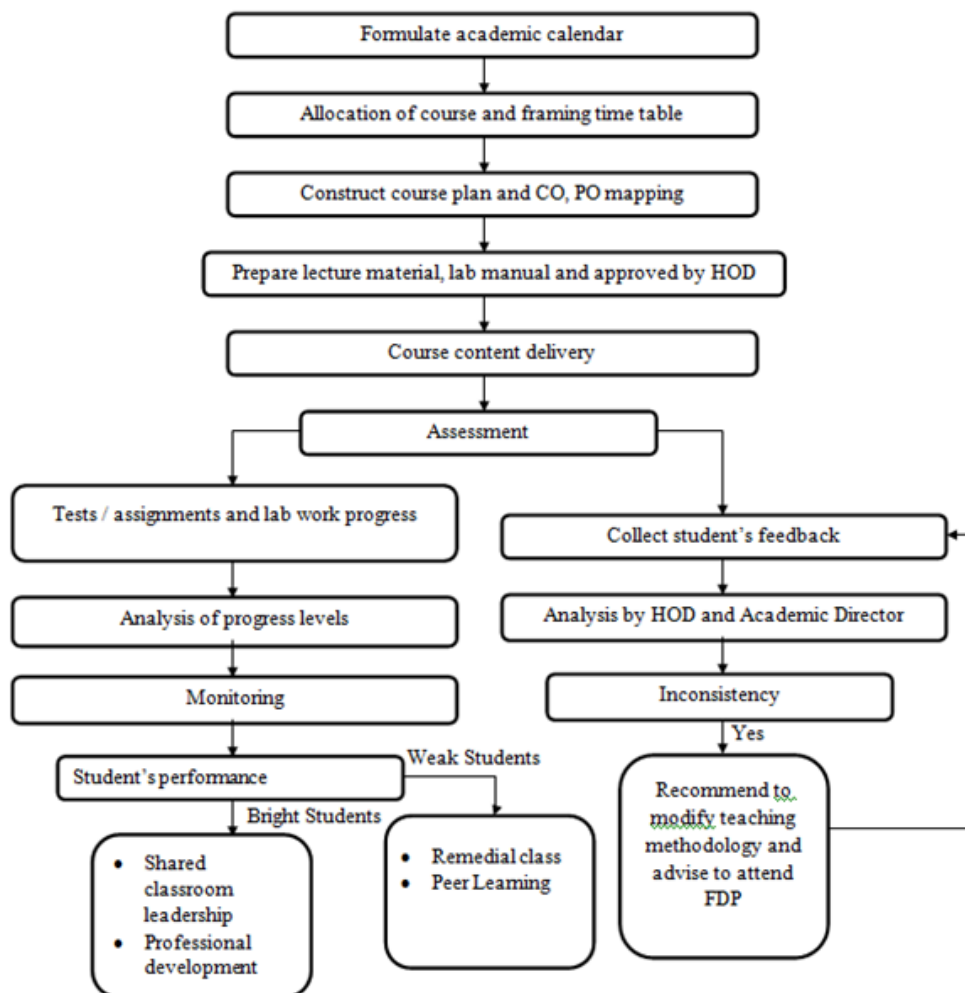 Formulate academic calendar
Allocation of course and framing time table
Construct course plan and CO, PO mapping
Prepare lecture material, lab manual and approved by HOD
Course content delivery
Assessment
Tests / assignments and lab work progress
Collect student's feedback
Analysis of progress levels
Analysis by HOD and Academic Director
Monitoring
Inconsistency
Yes
Student's performance
Weak Students
Bright Students
• Shared
classroom
leadership
• Professional
development
• Remedial class
• Peer Learning
Recommend to
modify teaching
methodology and
advise to attend
FDP